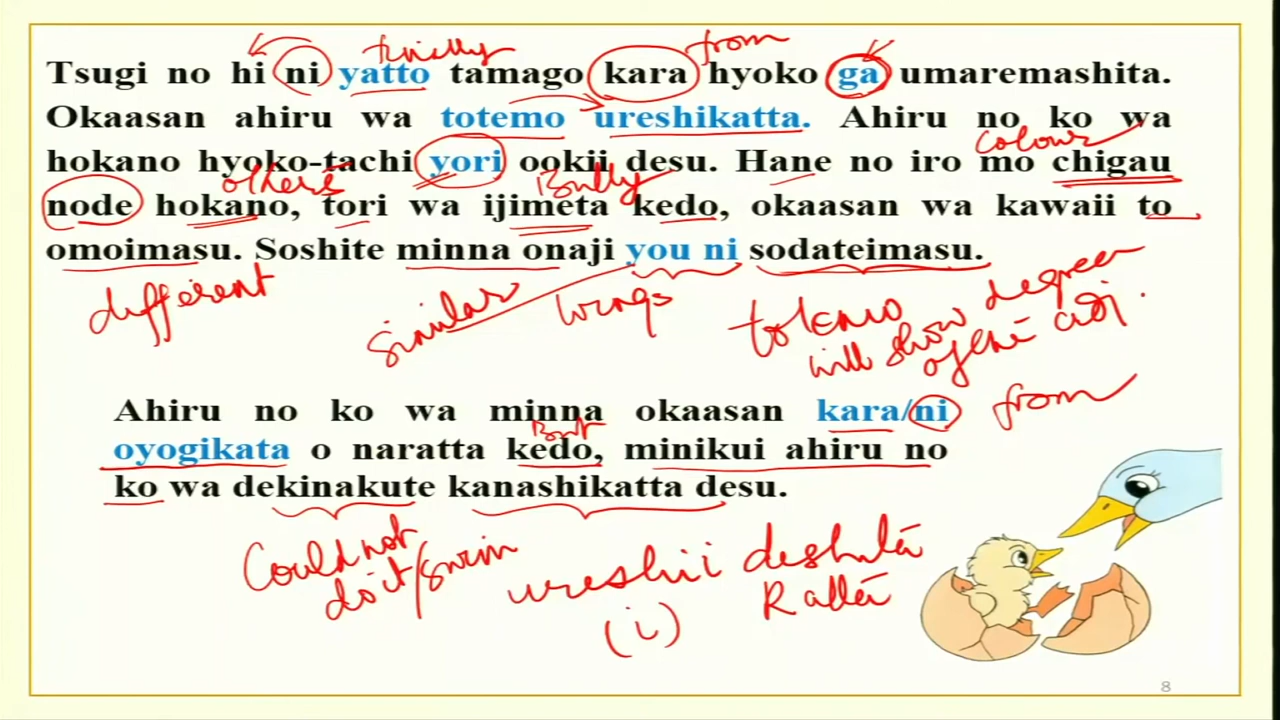 finally from
Tsugi no hi ni yatto tamago kara hyoko ga umaremashita.
Okaasan ahiru wa totemo ureshikatta. Ahiru no ko wa
colour
hokano hyoko-tachi yori ookii desu. Hane no iro mo chigau
others Bully
node hokano, tori wa ijimeta kedo, okaasan wa kawaii to
omoimasu. Soshite minna onaji you ni sodateimasu.
different similar wings totemo
will show degree
of the adj.
Ahiru no ko wa minna okaasan kara/ni from
But
oyogikata o naratta kedo, minikui ahiru no
ko wa dekinakute kanashikatta desu.
Could not
do it/swim
ureshii deshita
(i) Katta
8